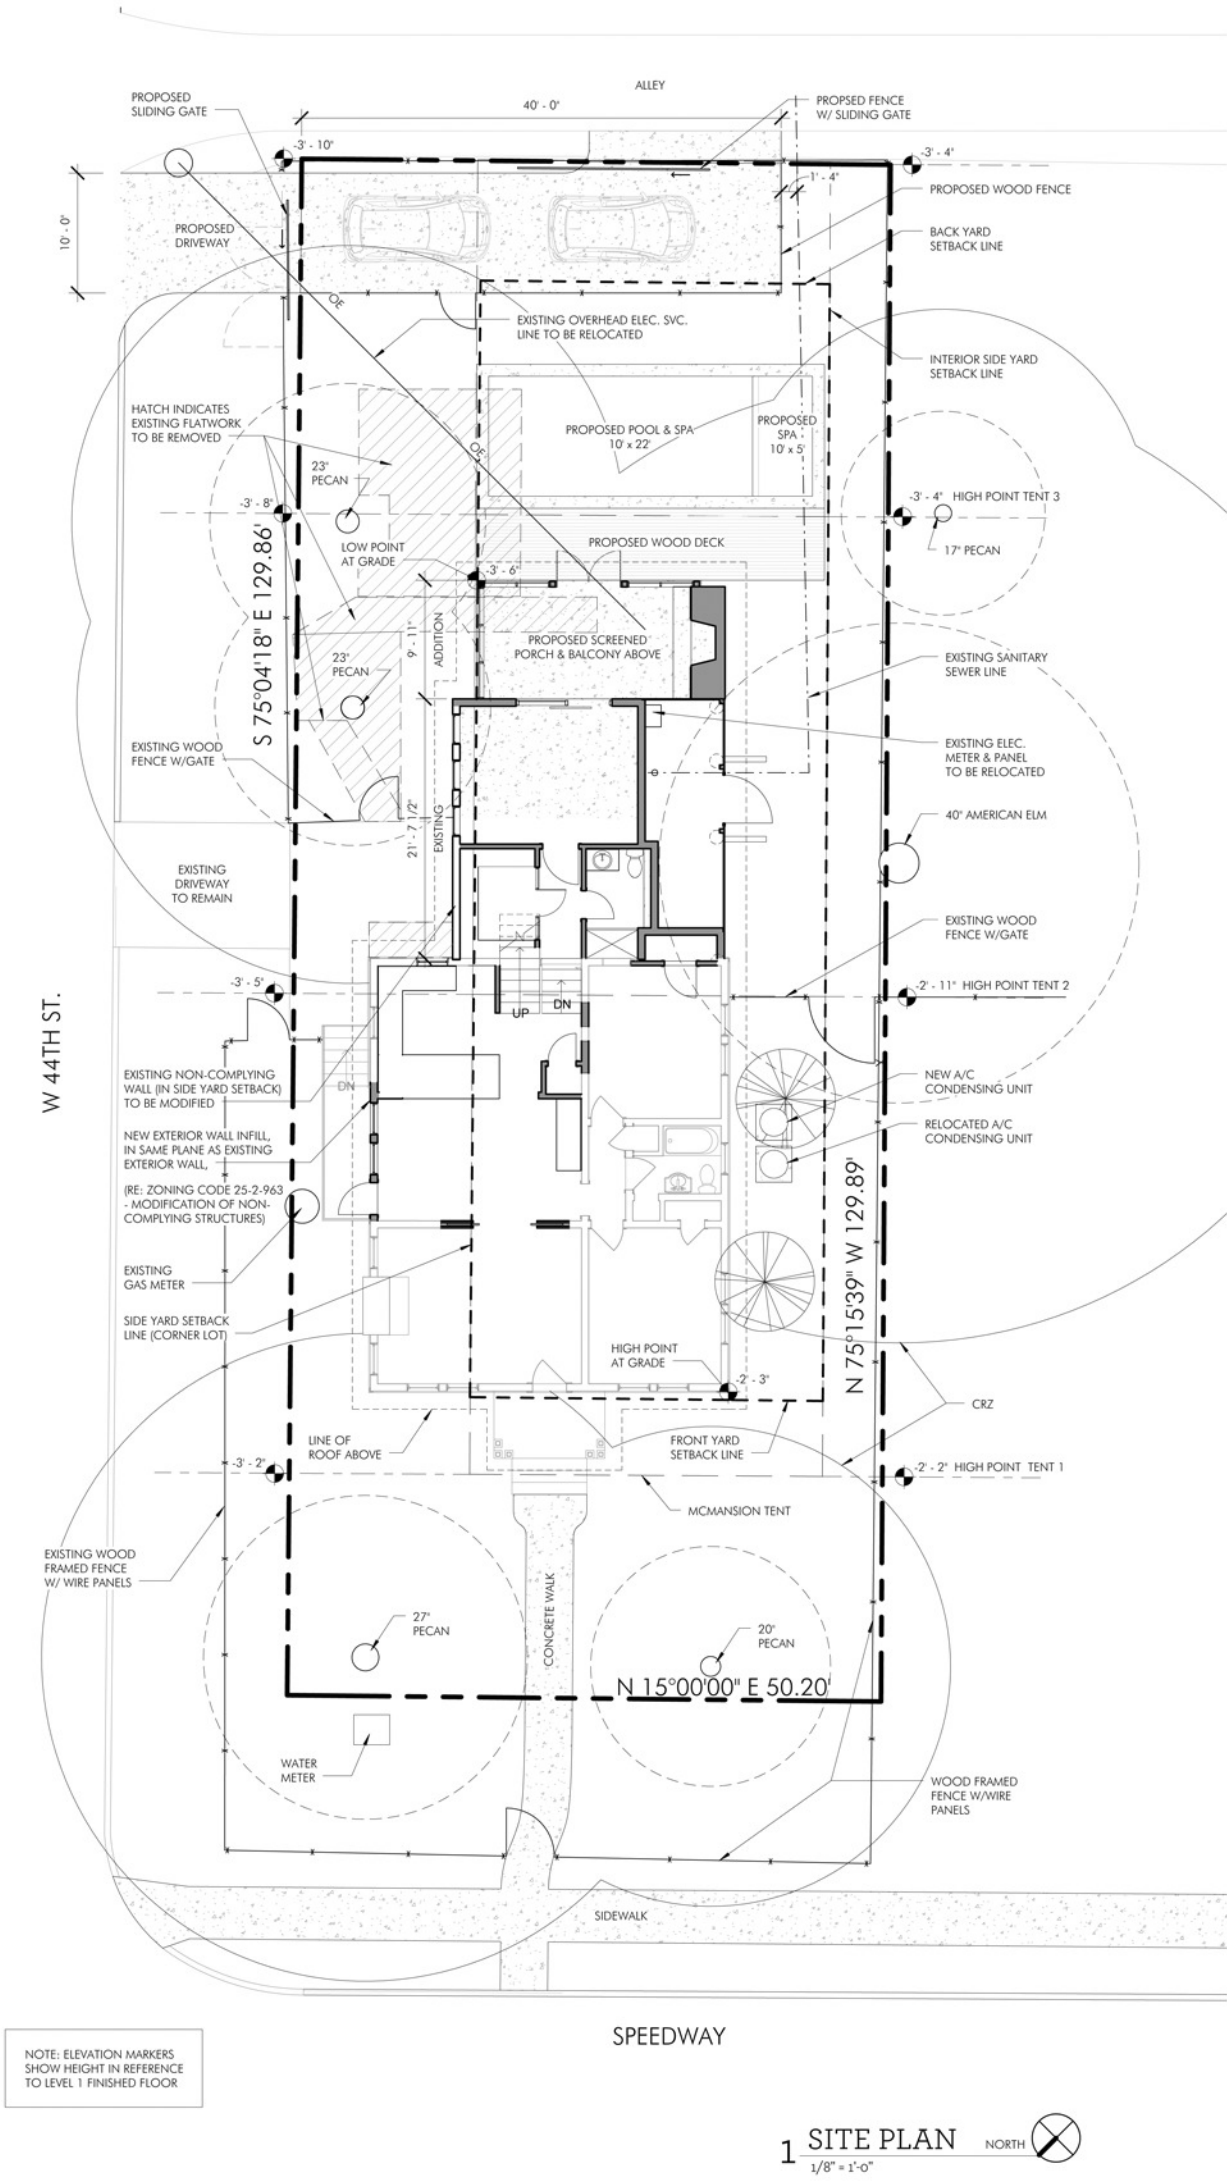 ALLEY
PROPOSED
SLIDING GATE
40' - 0"
PROPSED FENCE
W/ SLIDING GATE
-3' - 10"
-3' - 4"
1' - 4"
PROPOSED WOOD FENCE
10' - 0"
PROPOSED
DRIVEWAY
BACK YARD
SETBACK LINE
OE
EXISTING OVERHEAD ELEC. SVC.
LINE TO BE RELOCATED
INTERIOR SIDE YARD
SETBACK LINE
HATCH INDICATES
EXISTING FLATWORK
TO BE REMOVED
PROPOSED POOL & SPA
10' x 22'
PROPOSED
SPA
10' x 5'
OE
23"
PECAN
-3' - 8"
-3' - 4" HIGH POINT TENT 3
LOW POINT
AT GRADE
PROPOSED WOOD DECK
17" PECAN
-3' - 6"
S 75°04'18" E 129.86'
9' - 11"
ADDITION
PROPOSED SCREENED
PORCH & BALCONY ABOVE
23"
PECAN
EXISTING SANITARY
SEWER LINE
EXISTING WOOD
FENCE W/GATE
EXISTING ELEC.
METER & PANEL
TO BE RELOCATED
21' - 7 1/2"
EXISTING
40" AMERICAN ELM
EXISTING
DRIVEWAY
TO REMAIN
EXISTING WOOD
FENCE W/GATE
-3' - 5"
-2' - 11" HIGH POINT TENT 2
UP
DN
W 44TH ST.
EXISTING NON-COMPLYING
WALL (IN SIDE YARD SETBACK)
TO BE MODIFIED
DN
NEW A/C
CONDENSING UNIT
NEW EXTERIOR WALL INFILL,
IN SAME PLANE AS EXISTING
EXTERIOR WALL,
RELOCATED A/C
CONDENSING UNIT
(RE: ZONING CODE 25-2-963
- MODIFICATION OF NON-
COMPLYING STRUCTURES)
N 75°15'39" W 129.89'
EXISTING
GAS METER
SIDE YARD SETBACK
LINE (CORNER LOT)
HIGH POINT
AT GRADE
-2' - 3"
CRZ
LINE OF
ROOF ABOVE
FRONT YARD
SETBACK LINE
-3' - 2"
-2' - 2" HIGH POINT TENT 1
MCMANSION TENT
EXISTING WOOD
FRAMED FENCE
W/ WIRE PANELS
CONCRETE WALK
27"
PECAN
20"
PECAN
N 15°00'00" E 50.20'
WATER
METER
WOOD FRAMED
FENCE W/WIRE
PANELS
SIDEWALK
SPEEDWAY
NOTE: ELEVATION MARKERS
SHOW HEIGHT IN REFERENCE
TO LEVEL 1 FINISHED FLOOR
1 SITE PLAN
1/8" = 1'-0"
NORTH